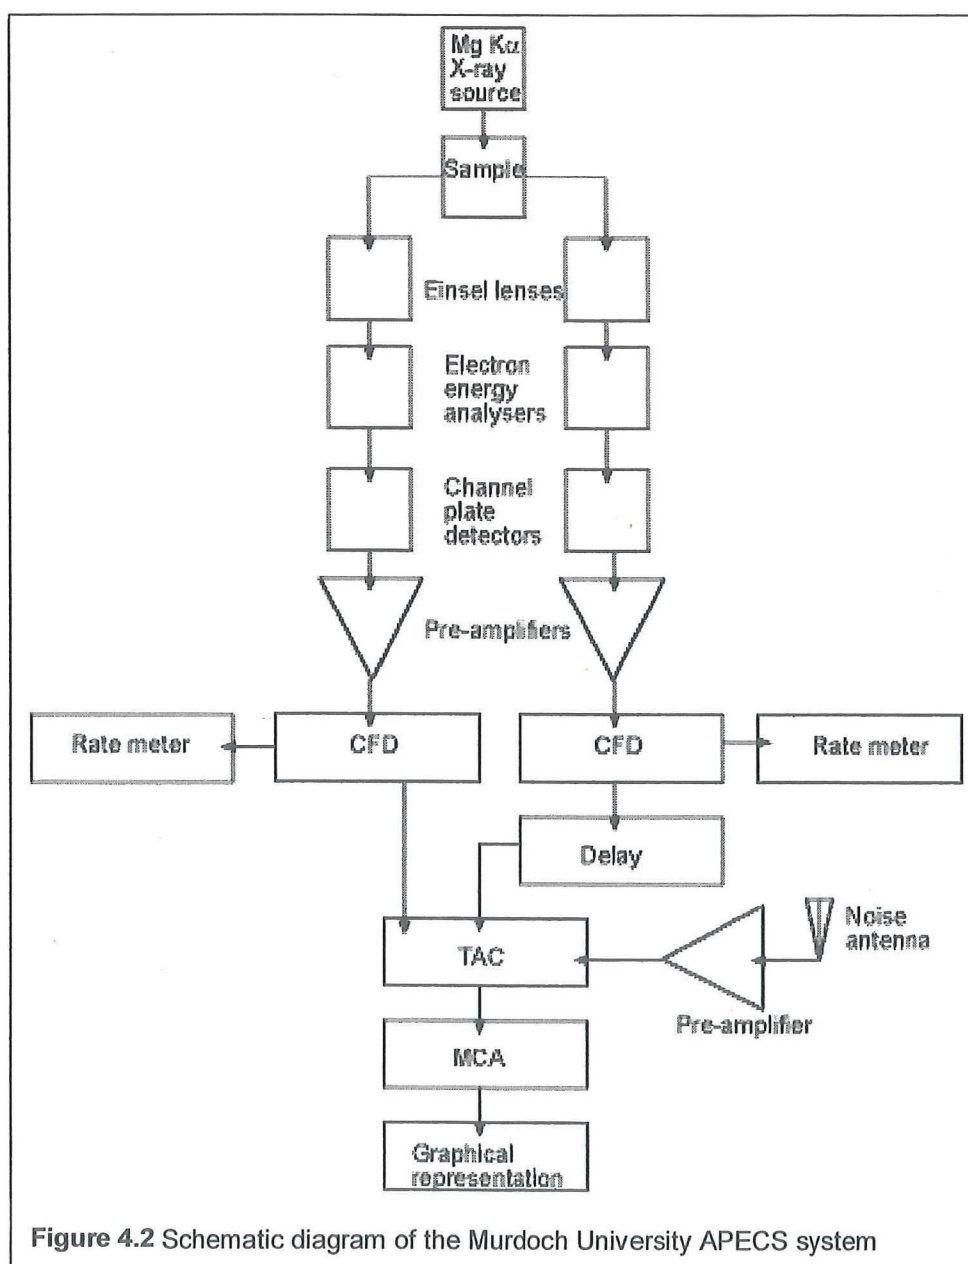 Mg Kα
X-ray
source
Sample
Einsel lenses
Electron
energy
analysers
Channel
plate
detectors
Pre-amplifiers
Rate meter
CFD
CFD
Rate meter
Delay
Noise
antenna
TAC
Pre-amplifier
MCA
Graphical
representation
Figure 4.2 Schematic diagram of the Murdoch University APECS system